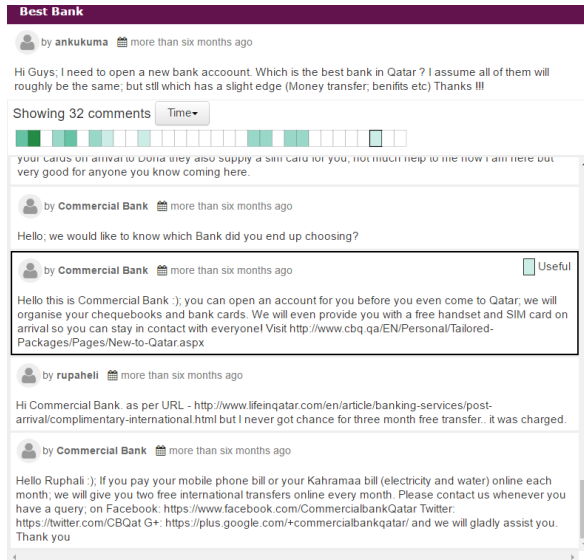 Best Bank
by ankukuma more than six months ago
Hi Guys; I need to open a new bank accoount. Which is the best bank in Qatar ? I assume all of them will
roughly be the same; but stll which has a slight edge (Money transfer; benifits etc) Thanks !!!
Showing 32 comments Time
your cards on arrival to Doha they also supply a sim card for you; not much help to me now I am here but
very good for anyone you know coming here.
by Commercial Bank more than six months ago
Hello; we would like to know which Bank did you end up choosing?
by Commercial Bank more than six months ago Useful
Hello this is Commercial Bank :); you can open an account for you before you even come to Qatar; we will
organise your chequebooks and bank cards. We will even provide you with a free handset and SIM card on
arrival so you can stay in contact with everyone! Visit http://www.cbq.qa/EN/Personal/Tailored-
Packages/Pages/New-to-Qatar.aspx
by rupaheli more than six months ago
Hi Commercial Bank. as per URL - http://www.lifeinqatar.com/en/article/banking-services/post-
arrival/complimentary-international.html but I never got chance for three month free transfer.. it was charged.
by Commercial Bank more than six months ago
Hello Ruphali :); If you pay your mobile phone bill or your Kahramaa bill (electricity and water) online each
month; we will give you two free international transfers online every month. Please contact us whenever you
have a query; on Facebook: https://www.facebook.com/CommercialbankQatar Twitter:
https://twitter.com/CBQat G+: https://plus.google.com/+commercialbankqatar/ and we will gladly assist you.
Thank you